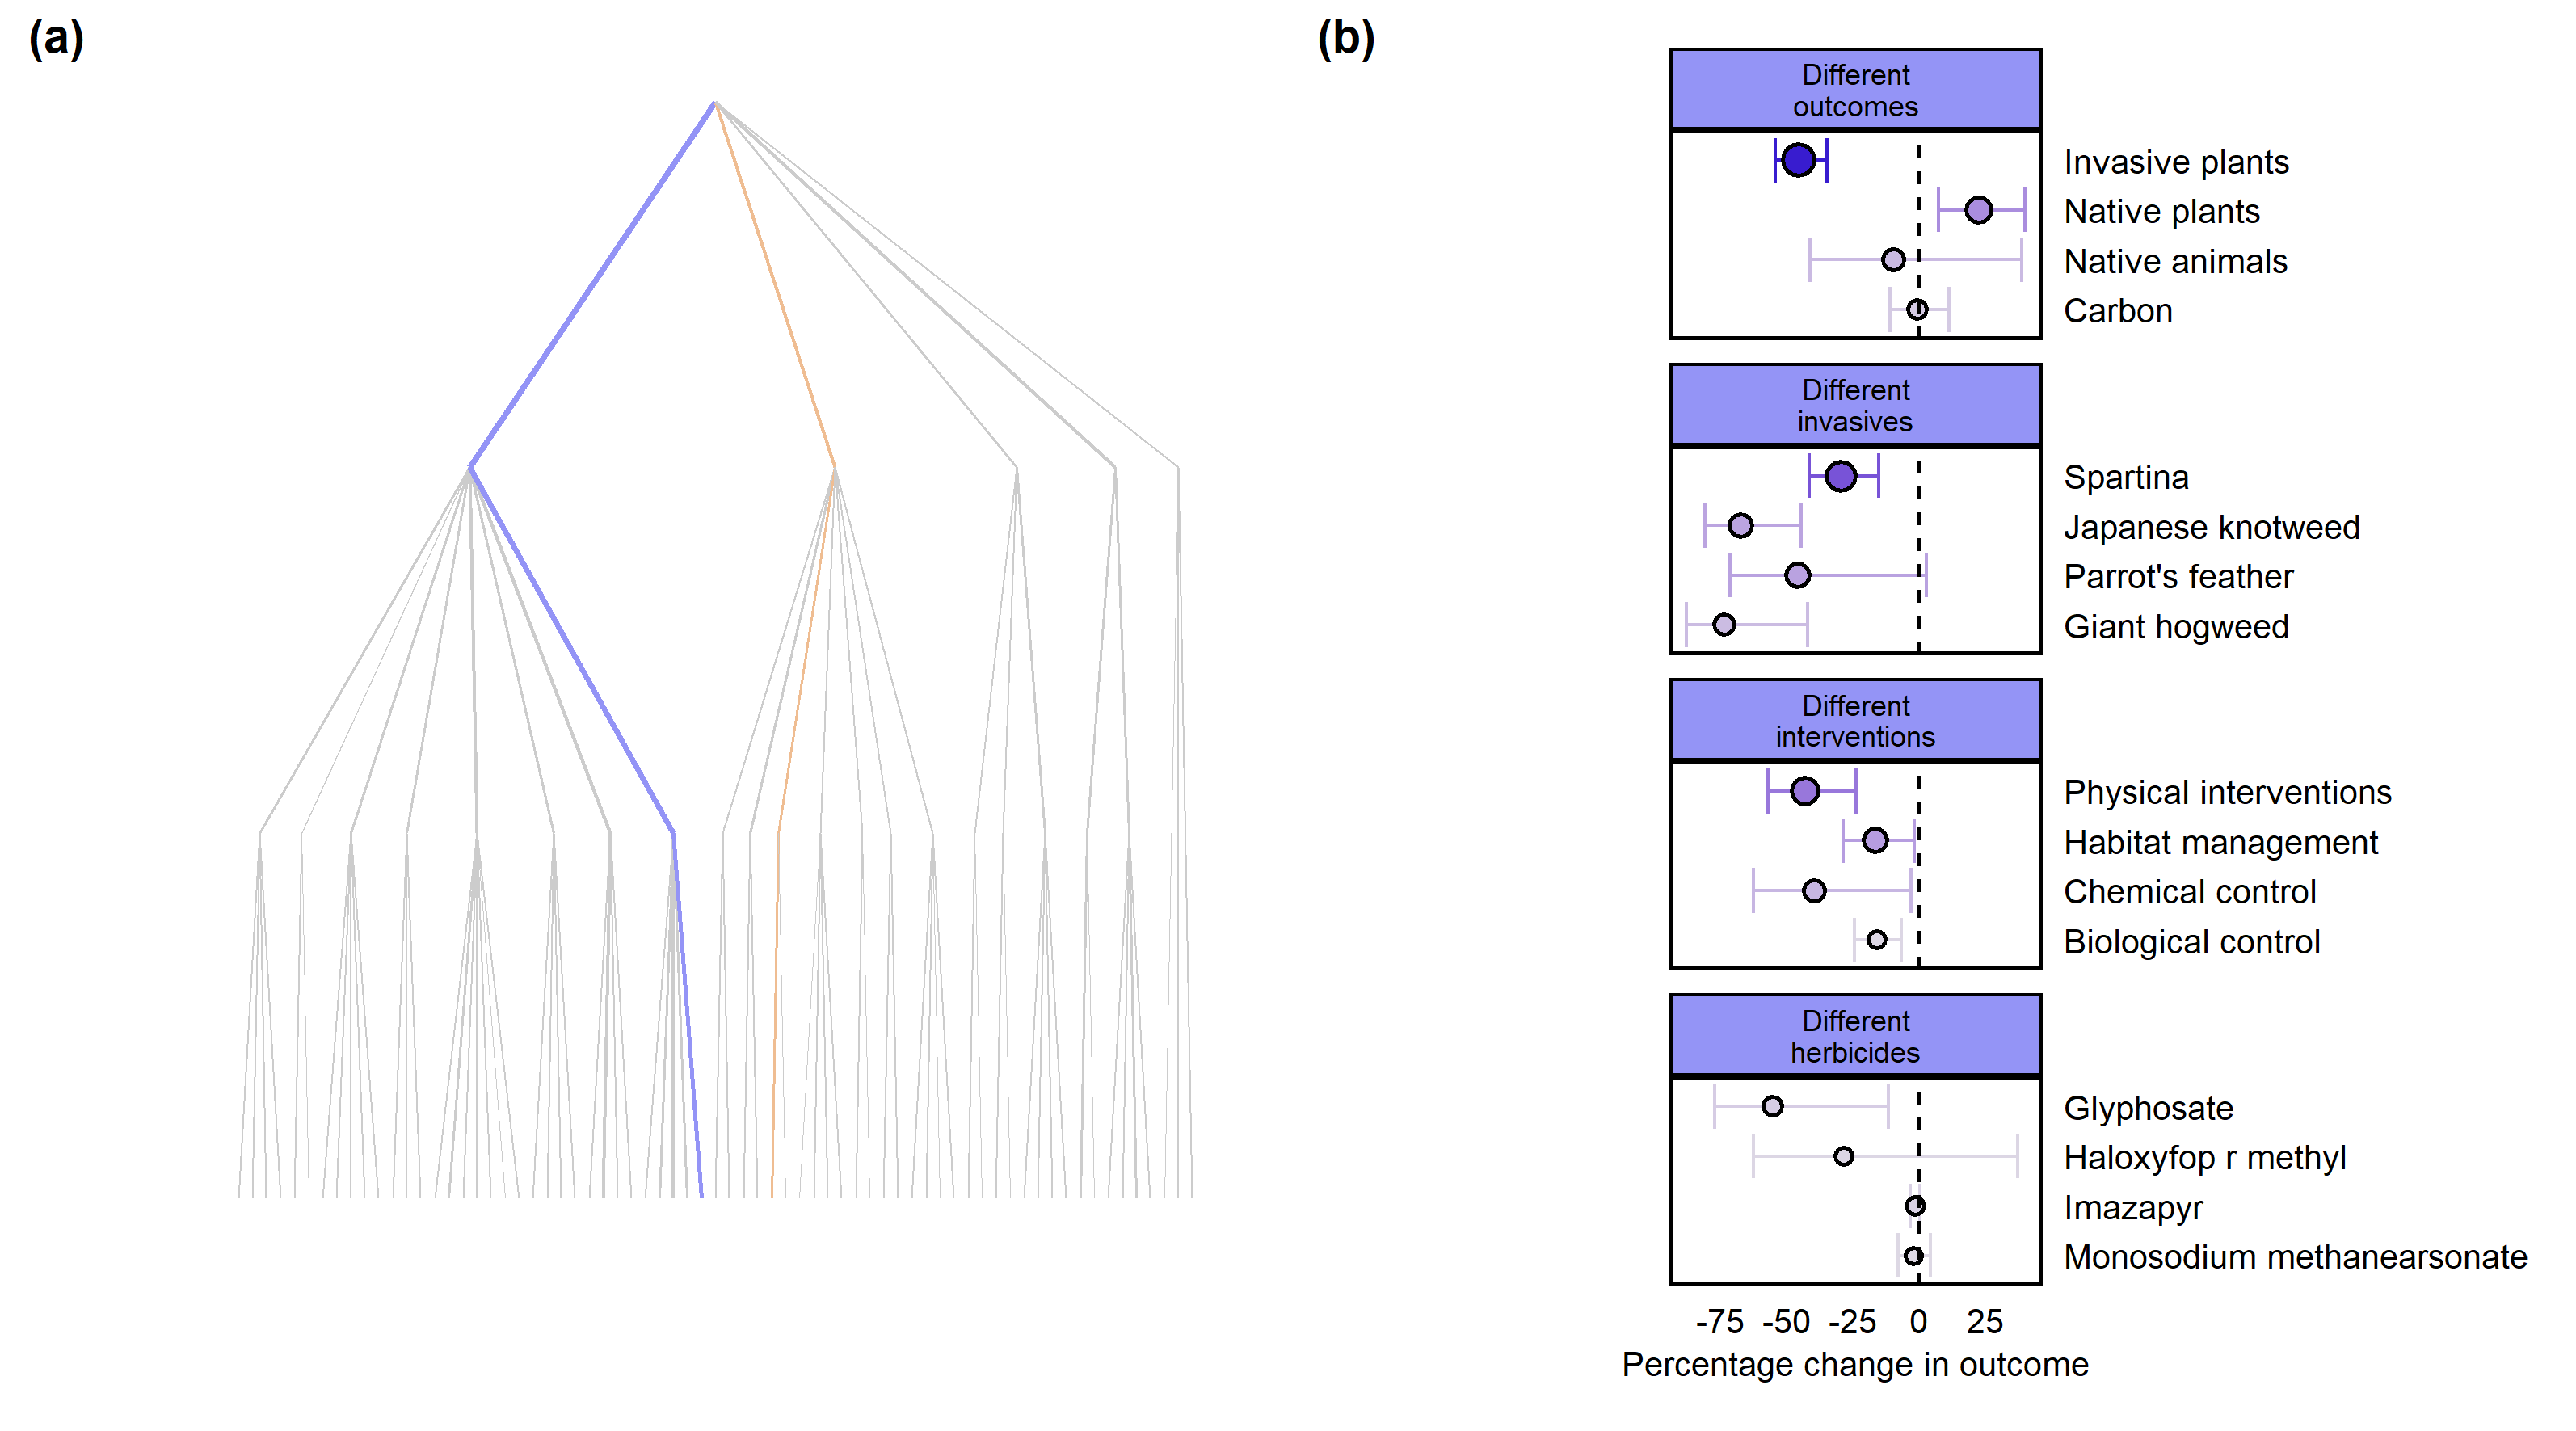 (a)
(b)
Different
outcomes
Invasive plants
Native plants
Native animals
Carbon
Different
invasives
Spartina
Japanese knotweed
Parrot's feather
Giant hogweed
Different
interventions
Physical interventions
Habitat management
Chemical control
Biological control
Different
herbicides
Glyphosate
Haloxyfop r methyl
Imazapyr
Monosodium methanearsonate
-75 -50 -25 0 25
Percentage change in outcome